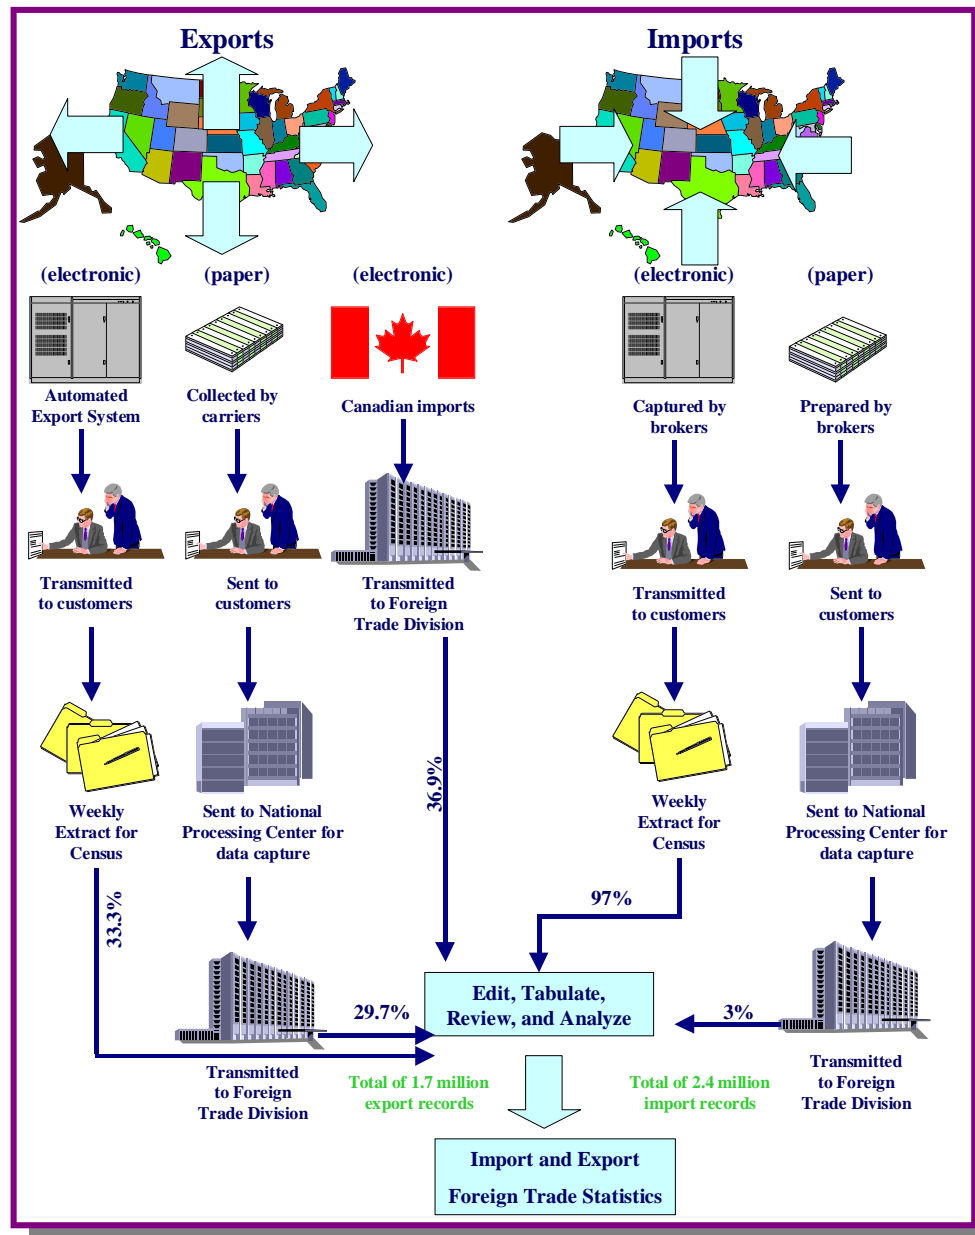 Exports
Imports
(electronic)
(paper)
(electronic)
(electronic)
(paper)
Automated
Export System
Collected by
carriers
Canadian imports
Captured by
brokers
Prepared by
brokers
Transmitted
to customers
Sent to
customers
Transmitted
to Foreign
Trade Division
Transmitted
to customers
Sent to
customers
36.9%
Weekly
Extract for
Census
Sent to National
Processing Center for
data capture
Weekly
Extract for
Census
Sent to National
Processing Center for
data capture
33.3%
97%
29.7%
Edit, Tabulate,
Review, and Analyze
3%
Transmitted
to Foreign
Trade Division
Total of 1.7 million
export records
Total of 2.4 million
import records
Transmitted
to Foreign
Trade Division
Import and Export
Foreign Trade Statistics